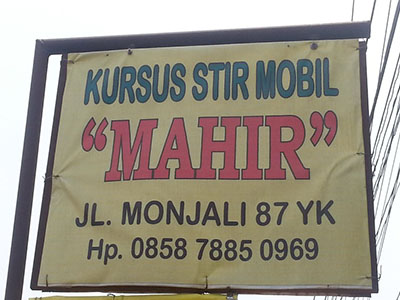 KURSUS STIR MOBIL
“MAHIR”
JL. MONJALI 87 YK
Hp. 0858 7885 0969